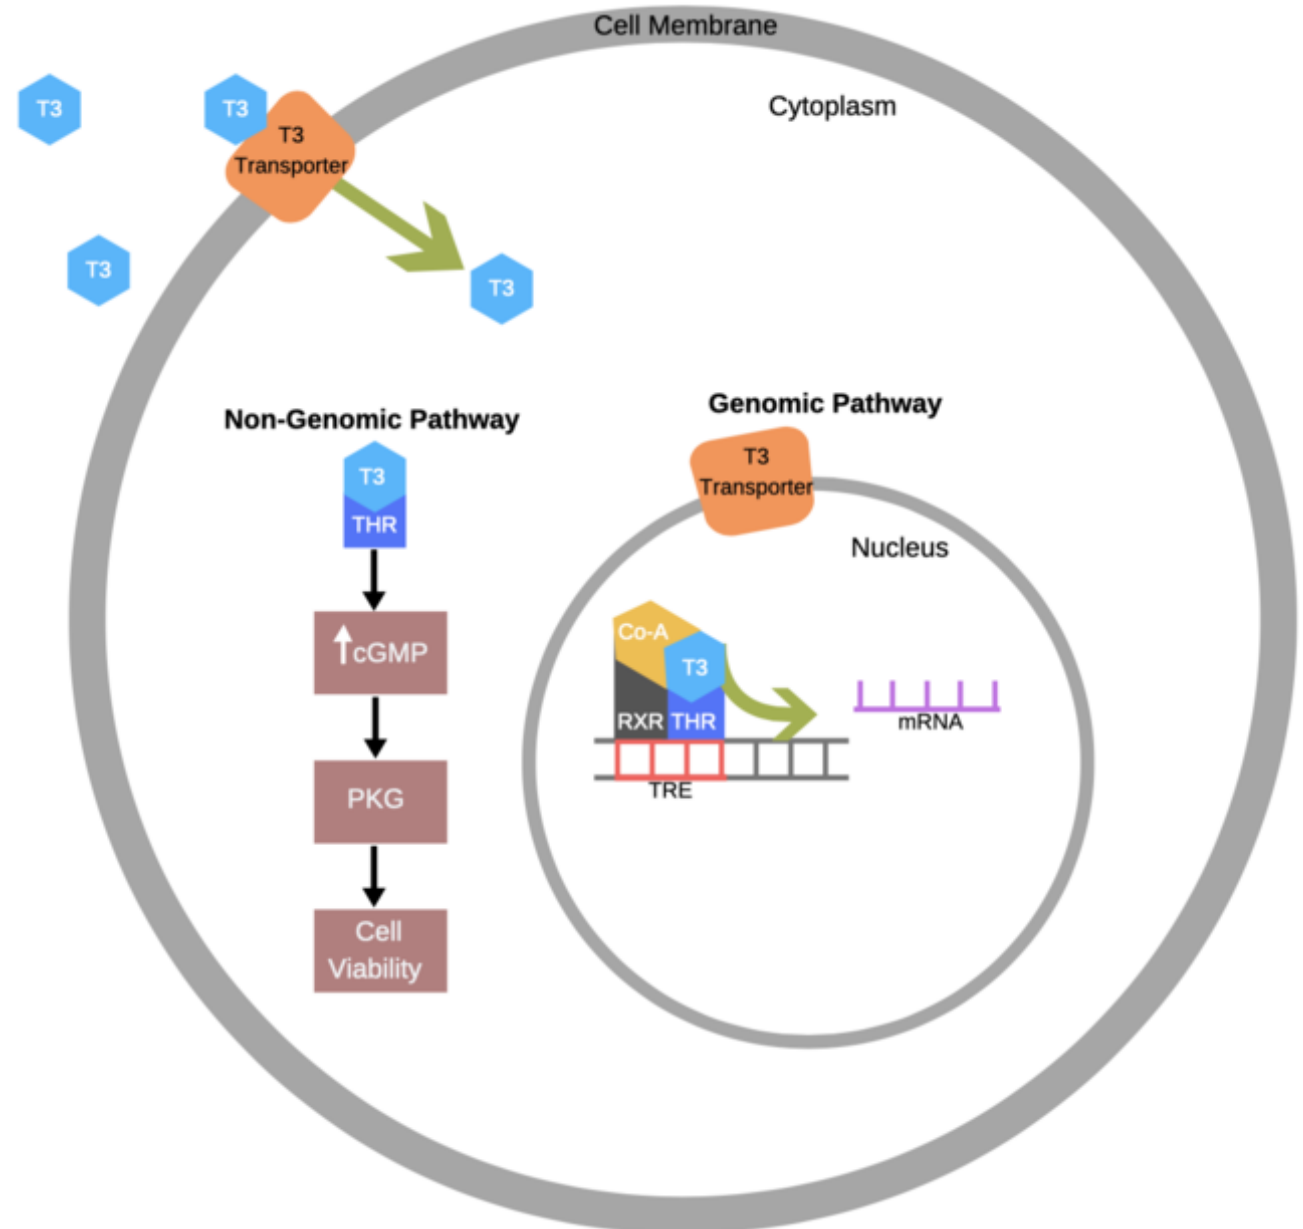 Cell Membrane
Cytoplasm
T3
T3
T3
Transporter
T3
T3
Non-Genomic Pathway
T3
THR
↑cGMP
PKG
Cell
Viability
Genomic Pathway
T3
Transporter
Nucleus
Co-A
T3
RXR THR
TRE
mRNA